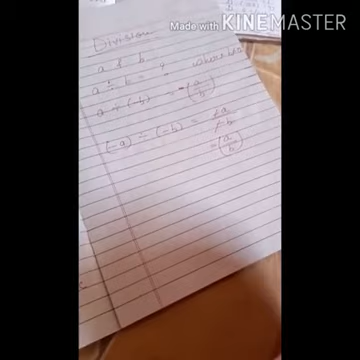 Made with KINEMASTER
Division
a & b
a ÷ b =
a ÷ (-b) = -(a/b)
(-a) ÷ (-b) = -a/-b
= (a/b)